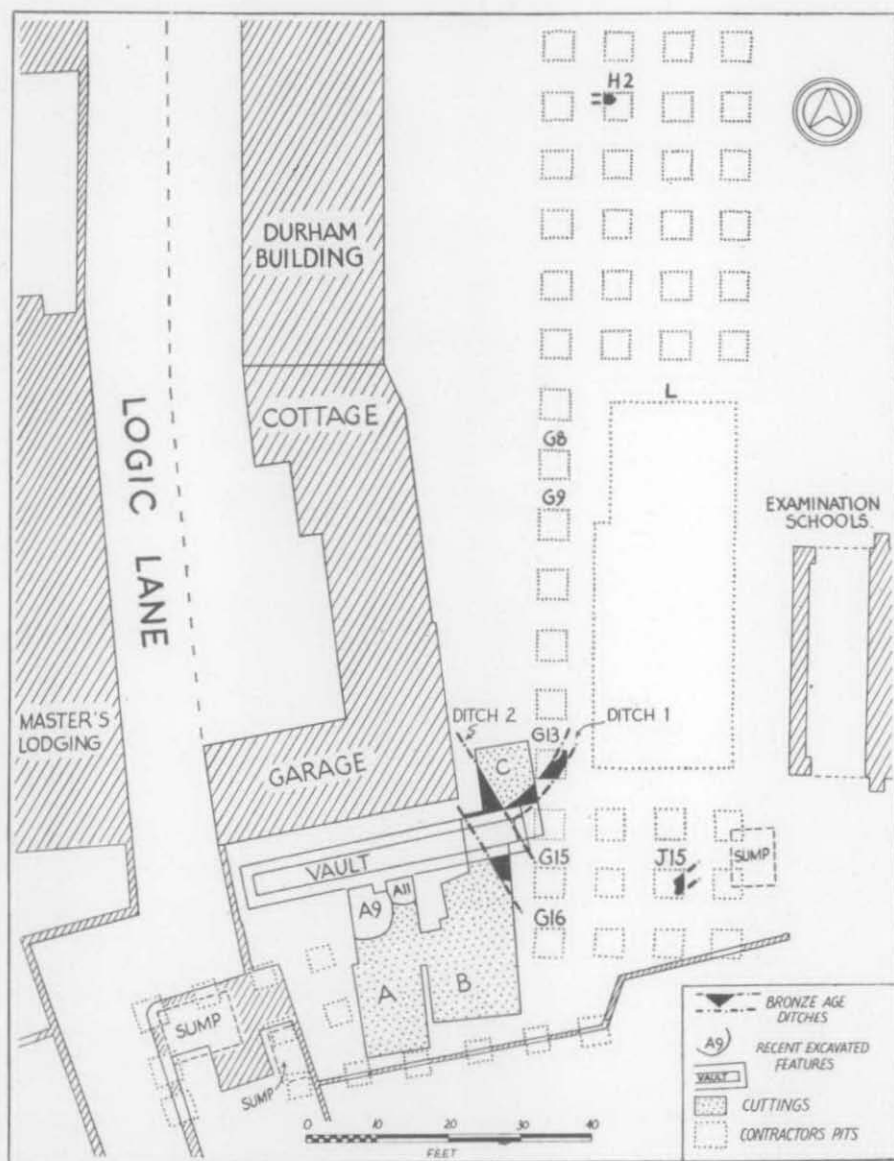 H2
DURHAM
BUILDING
LOGIC LANE
COTTAGE
L
G8
G9
EXAMINATION
SCHOOLS.
MASTER'S
LODGING
DITCH 2
G13
DITCH 1
C
GARAGE
VAULT
G15
J15
SUMP
A9
A11
G16
A
B
SUMP
SUMP
BRONZE AGE
DITCHES
A9
RECENT EXCAVATED
FEATURES
VAULT
CUTTINGS
CONTRACTORS PITS
0 10 20 30 40
FEET